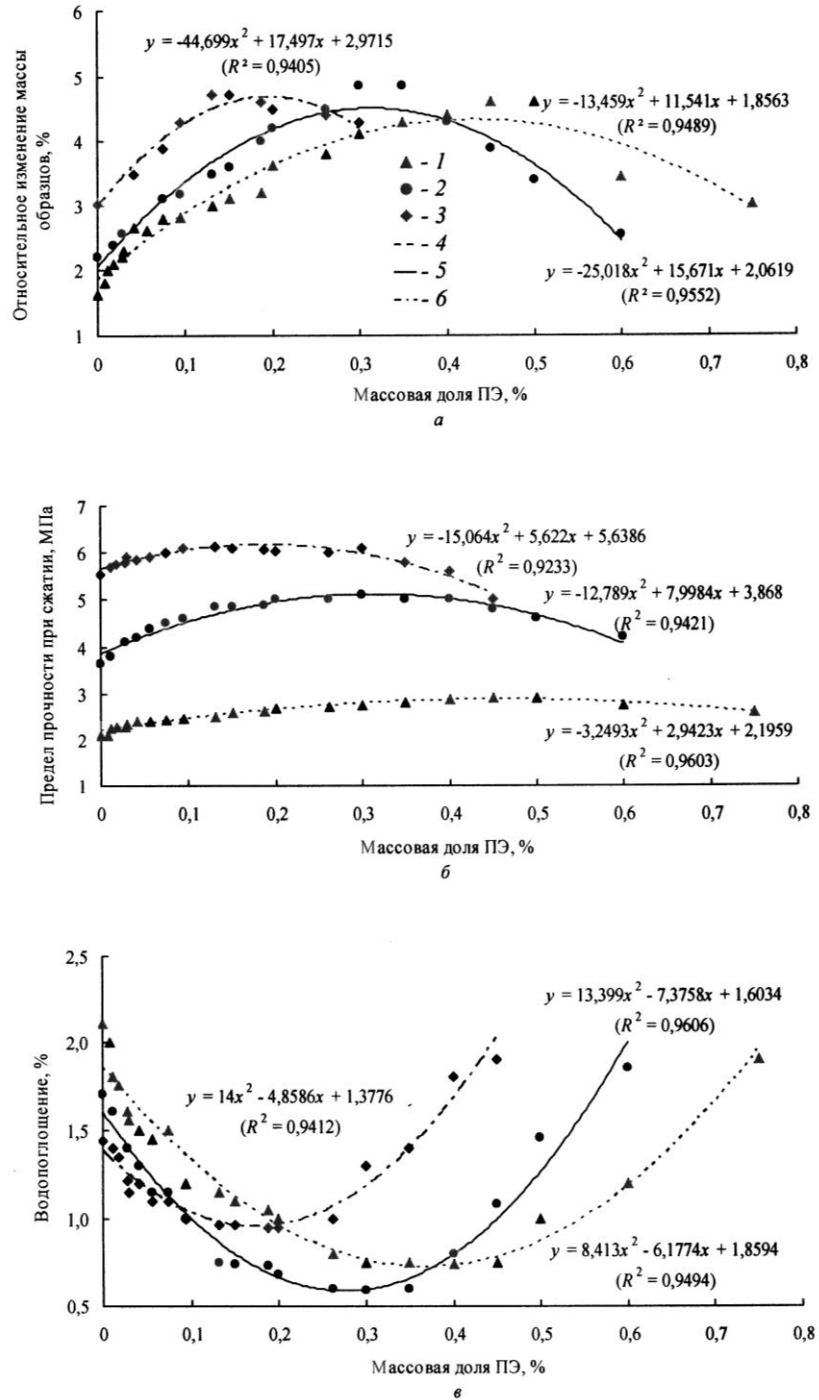 6
y = -44,699x² + 17,497x + 2,9715
(R² = 0,9405)
5
y = -13,459x² + 11,541x + 1,8563
(R² = 0,9489)
4
- 1
- 2
3
- 3
- 4
2
- 5
y = -25,018x² + 15,671x + 2,0619
- 6
(R² = 0,9552)
1
Относительное изменение массы
образцов, %
0 0,1 0,2 0,3 0,4 0,5 0,6 0,7 0,8
Массовая доля ПЭ, %
а
7
y = -15,064x² + 5,622x + 5,6386
6
(R² = 0,9233)
5
y = -12,789x² + 7,9984x + 3,868
(R² = 0,9421)
4
3
2
y = -3,2493x² + 2,9423x + 2,1959
(R² = 0,9603)
1
Предел прочности при сжатии, МПа
0 0,1 0,2 0,3 0,4 0,5 0,6 0,7 0,8
Массовая доля ПЭ, %
б
2,5
y = 13,399x² - 7,3758x + 1,6034
(R² = 0,9606)
2,0
y = 14x² - 4,8586x + 1,3776
(R² = 0,9412)
1,5
1,0
y = 8,413x² - 6,1774x + 1,8594
(R² = 0,9494)
0,5
Водопоглощение, %
0 0,1 0,2 0,3 0,4 0,5 0,6 0,7 0,8
Массовая доля ПЭ, %
в